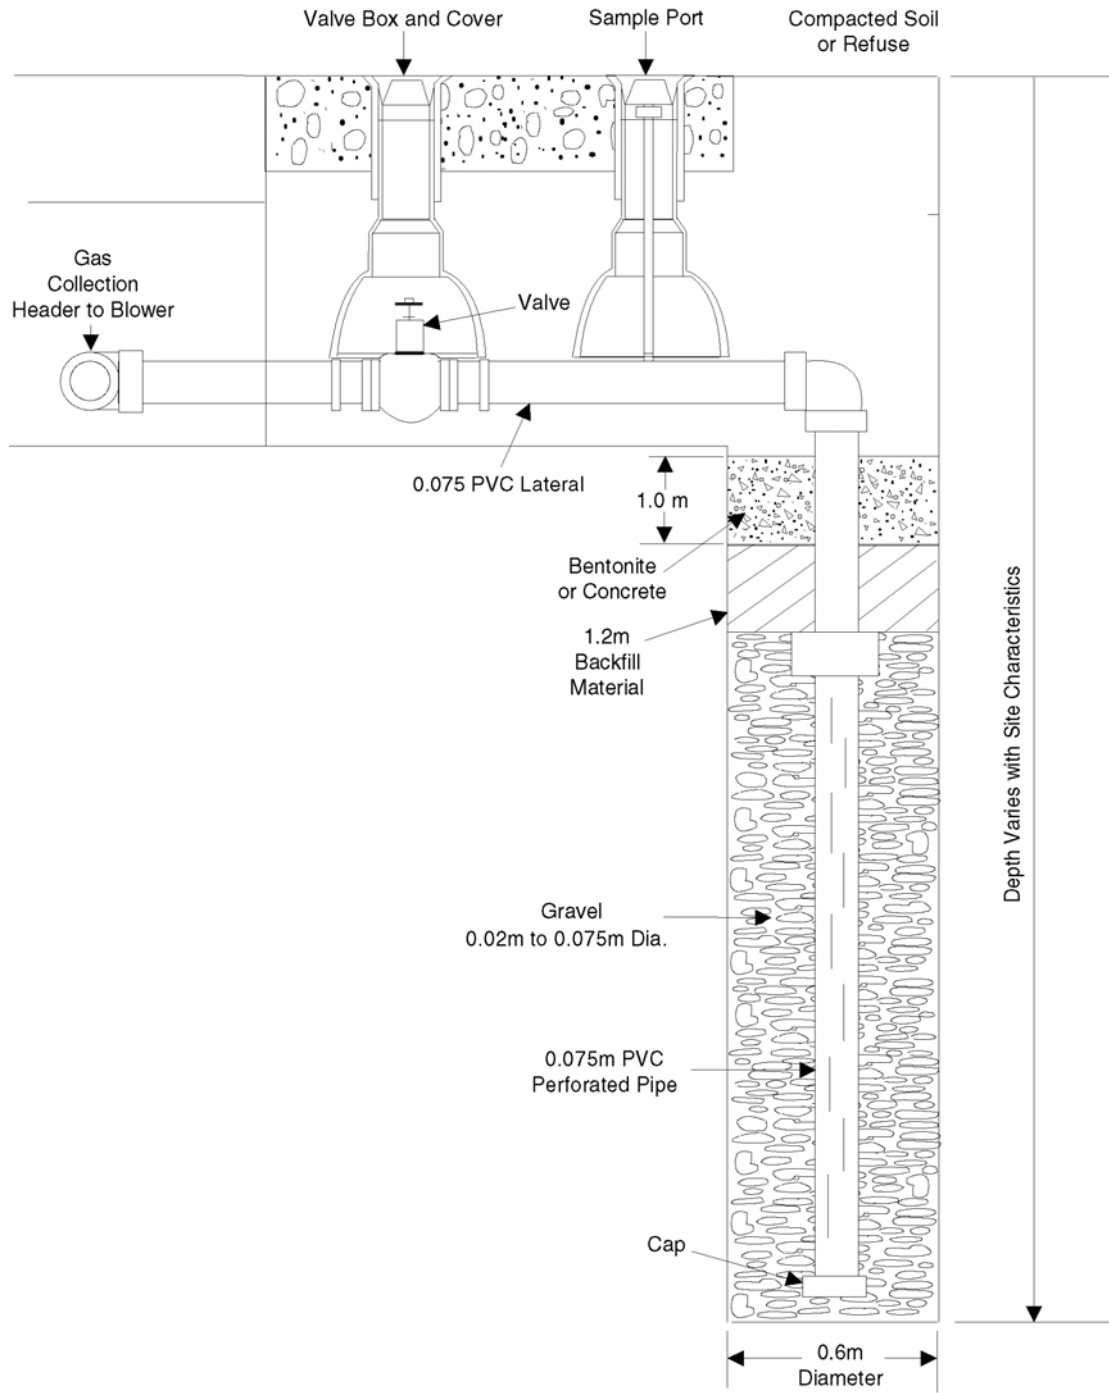 Valve Box and Cover
Sample Port
Compacted Soil
or Refuse
Gas
Collection
Header to Blower
Valve
0.075 PVC Lateral
1.0 m
Bentonite
or Concrete
1.2m
Backfill
Material
Depth Varies with Site Characteristics
Gravel
0.02m to 0.075m Dia.
0.075m PVC
Perforated Pipe
Cap
0.6m
Diameter